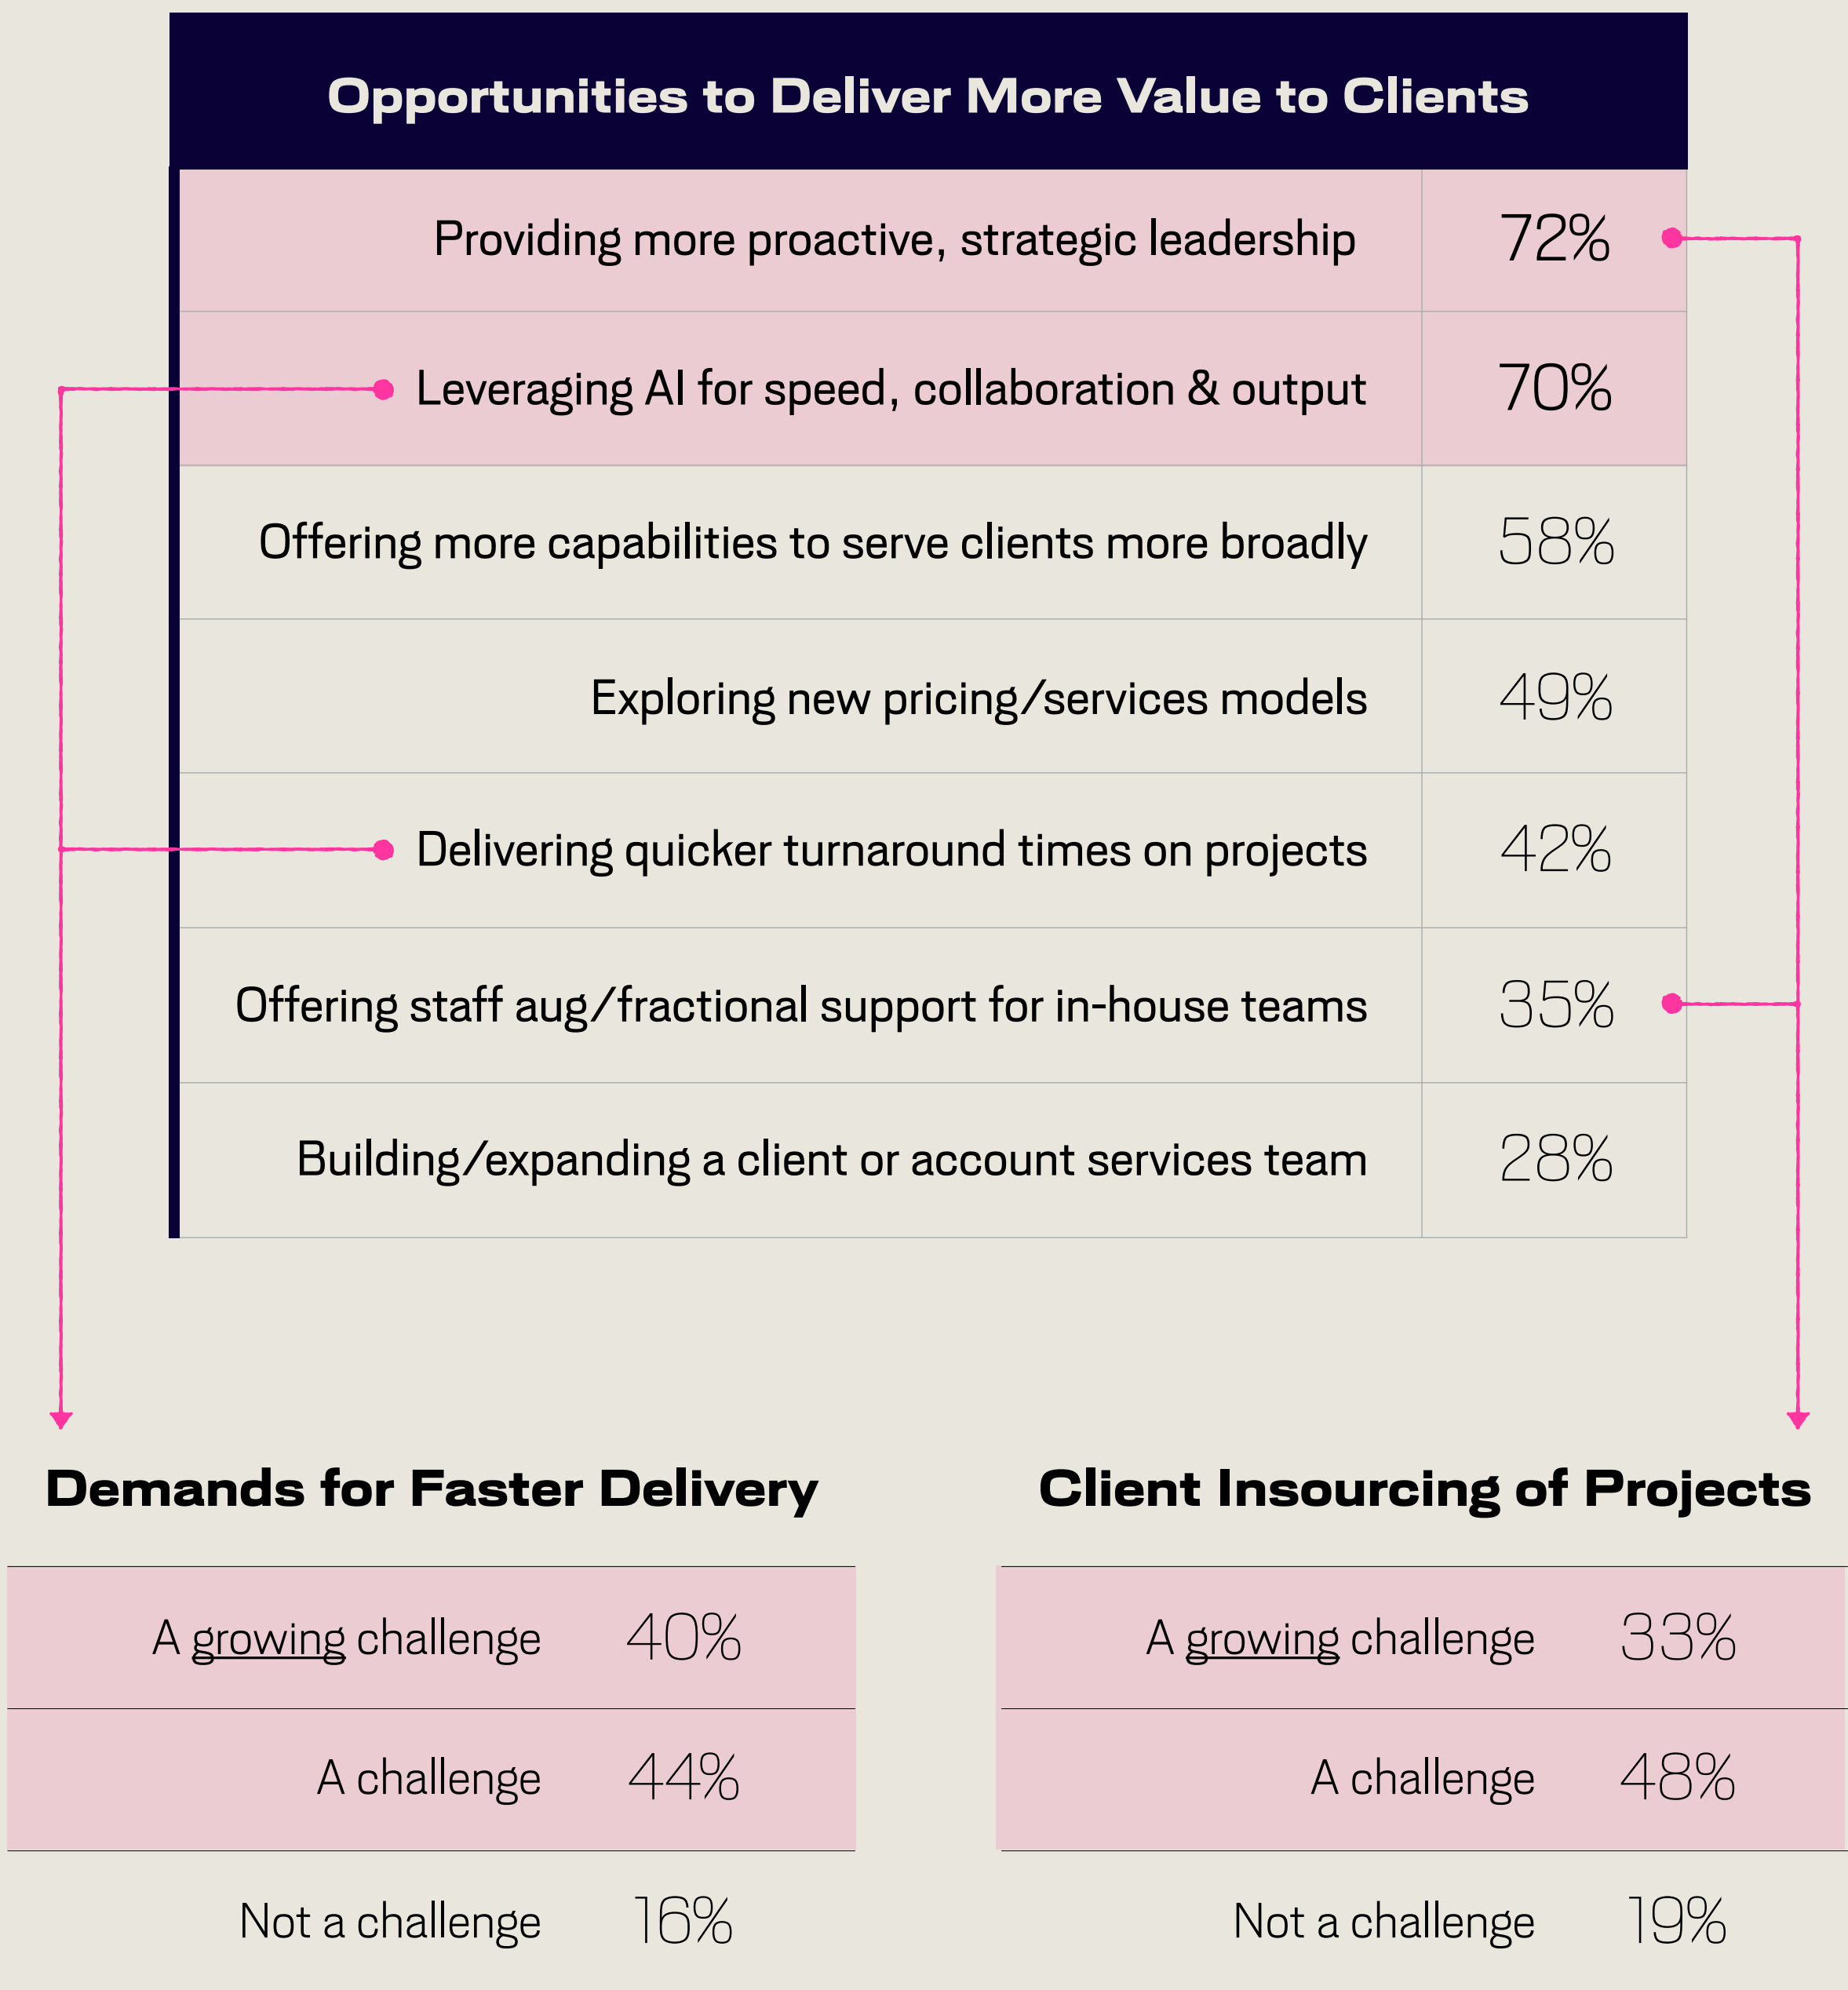 Opportunities to Deliver More Value to Clients
Providing more proactive, strategic leadership 72%
Leveraging AI for speed, collaboration & output 70%
Offering more capabilities to serve clients more broadly 58%
Exploring new pricing/services models 49%
Delivering quicker turnaround times on projects 42%
Offering staff aug/fractional support for in-house teams 35%
Building/expanding a client or account services team 28%
Demands for Faster Delivery
A growing challenge 40%
A challenge 44%
Not a challenge 16%
Client Insourcing of Projects
A growing challenge 33%
A challenge 48%
Not a challenge 19%